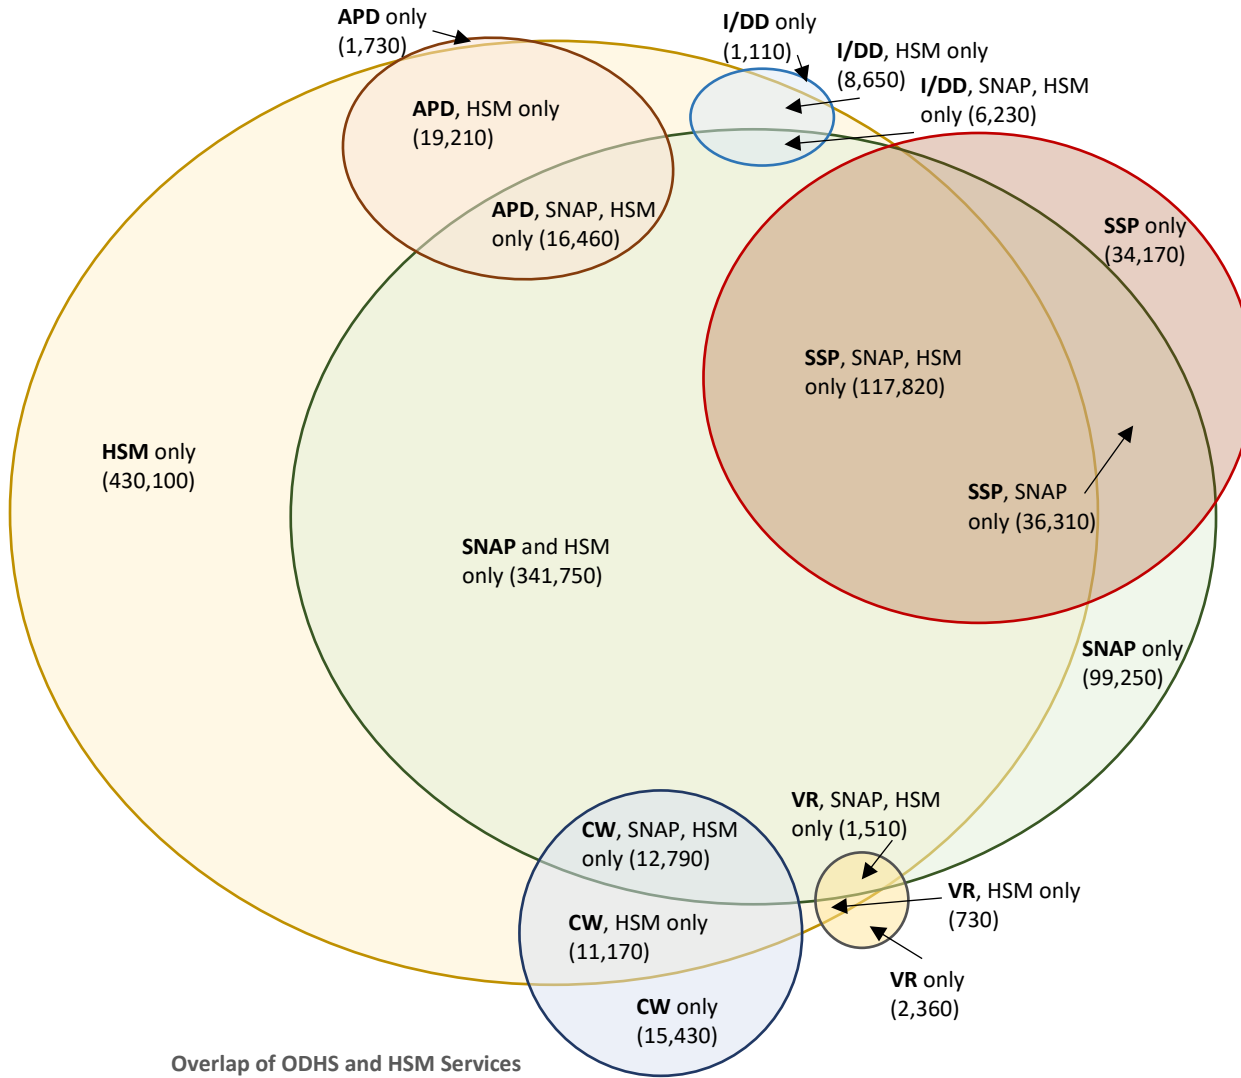 APD only
(1,730)
I/DD only
(1,110)
I/DD, HSM only
(8,650)
I/DD, SNAP, HSM
only (6,230)
APD, HSM only
(19,210)
APD, SNAP, HSM
only (16,460)
SSP only
(34,170)
SSP, SNAP, HSM
only (117,820)
HSM only
(430,100)
SSP, SNAP
only (36,310)
SNAP and HSM
only (341,750)
SNAP only
(99,250)
VR, SNAP, HSM
only (1,510)
CW, SNAP, HSM
only (12,790)
VR, HSM only
(730)
CW, HSM only
(11,170)
VR only
(2,360)
CW only
(15,430)
Overlap of ODHS and HSM Services